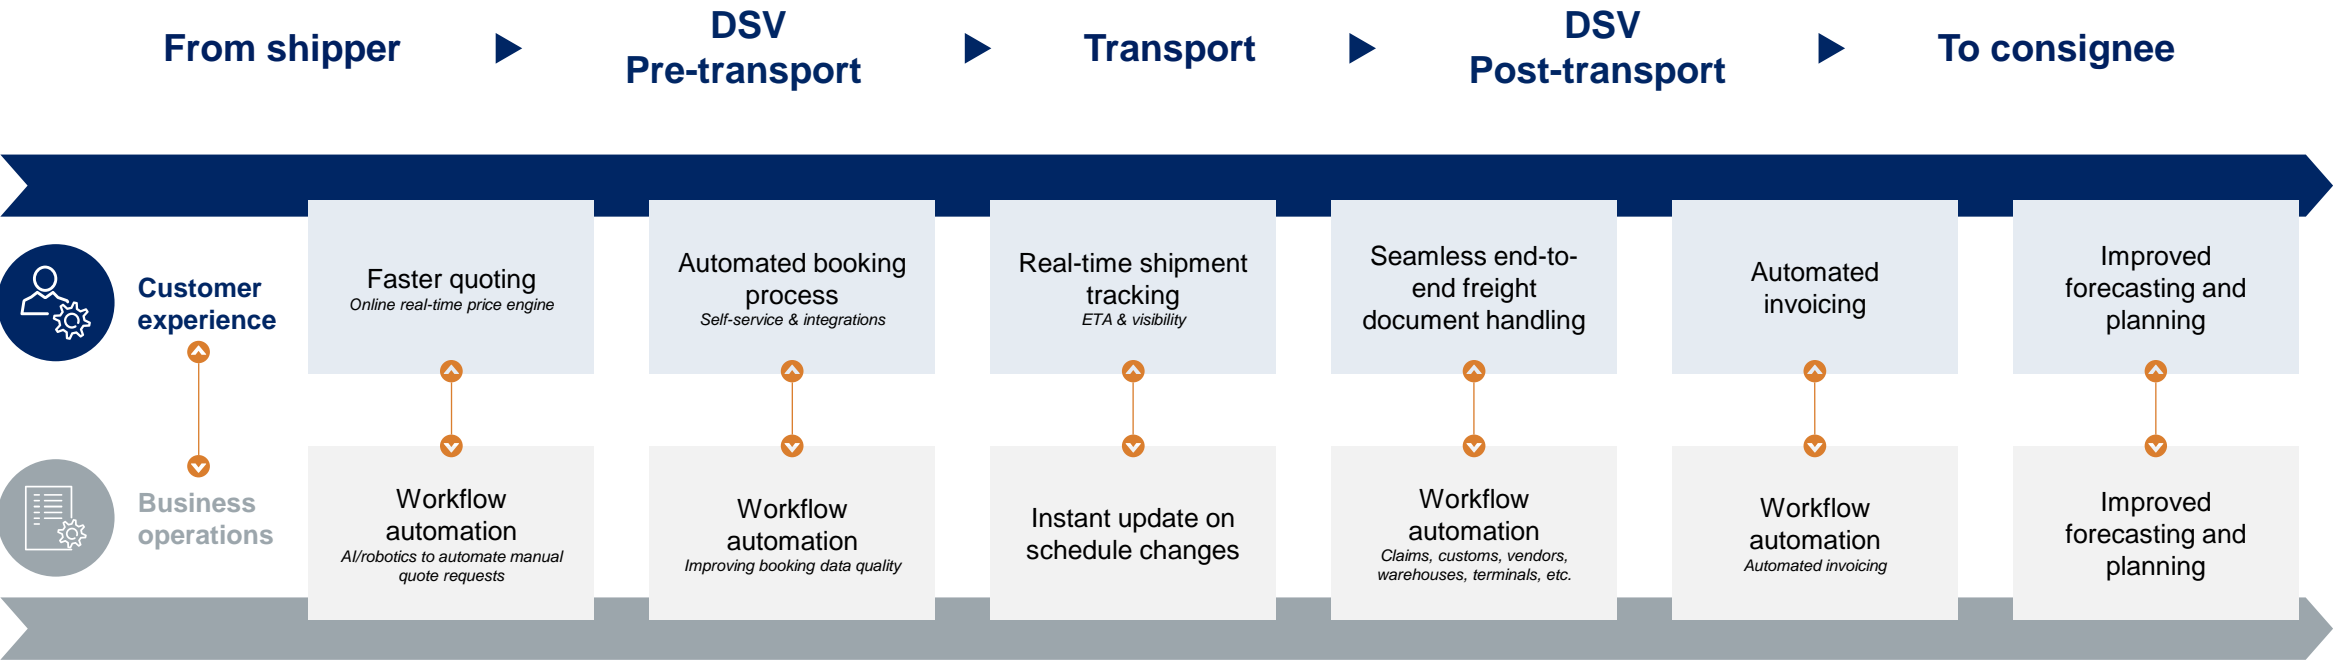 From shipper
DSV
Pre-transport
Transport
DSV
Post-transport
To consignee
Customer
experience
Faster quoting
Online real-time price engine
Automated booking
process
Self-service & integrations
Real-time shipment
tracking
ETA & visibility
Seamless end-to-
end freight
document handling
Automated
invoicing
Improved
forecasting and
planning
Business
operations
Workflow
automation
AI/robotics to automate manual
quote requests
Workflow
automation
Improving booking data quality
Instant update on
schedule changes
Workflow
automation
Claims, customs, vendors,
warehouses, terminals, etc.
Workflow
automation
Automated invoicing
Improved
forecasting and
planning